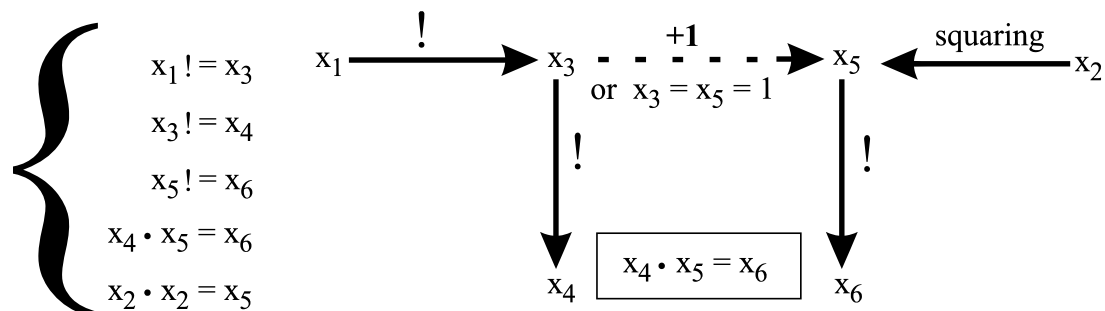 x₁! = x₃
x₃! = x₄
x₅! = x₆
x₄ · x₅ = x₆
x₂ · x₂ = x₅
x₁ ! x₃ +1 x₅ squaring x₂
or x₃ = x₅ = 1
! !
x₄ x₄ · x₅ = x₆ x₆